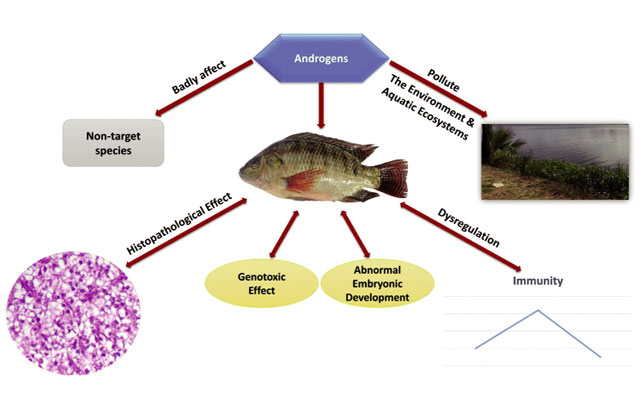 Androgens
Badly affect
Pollute
The Environment &
Aquatic Ecosystems
Non-target
species
Histopathological Effect
Dysregulation
Genotoxic
Effect
Abnormal
Embryonic
Development
Immunity